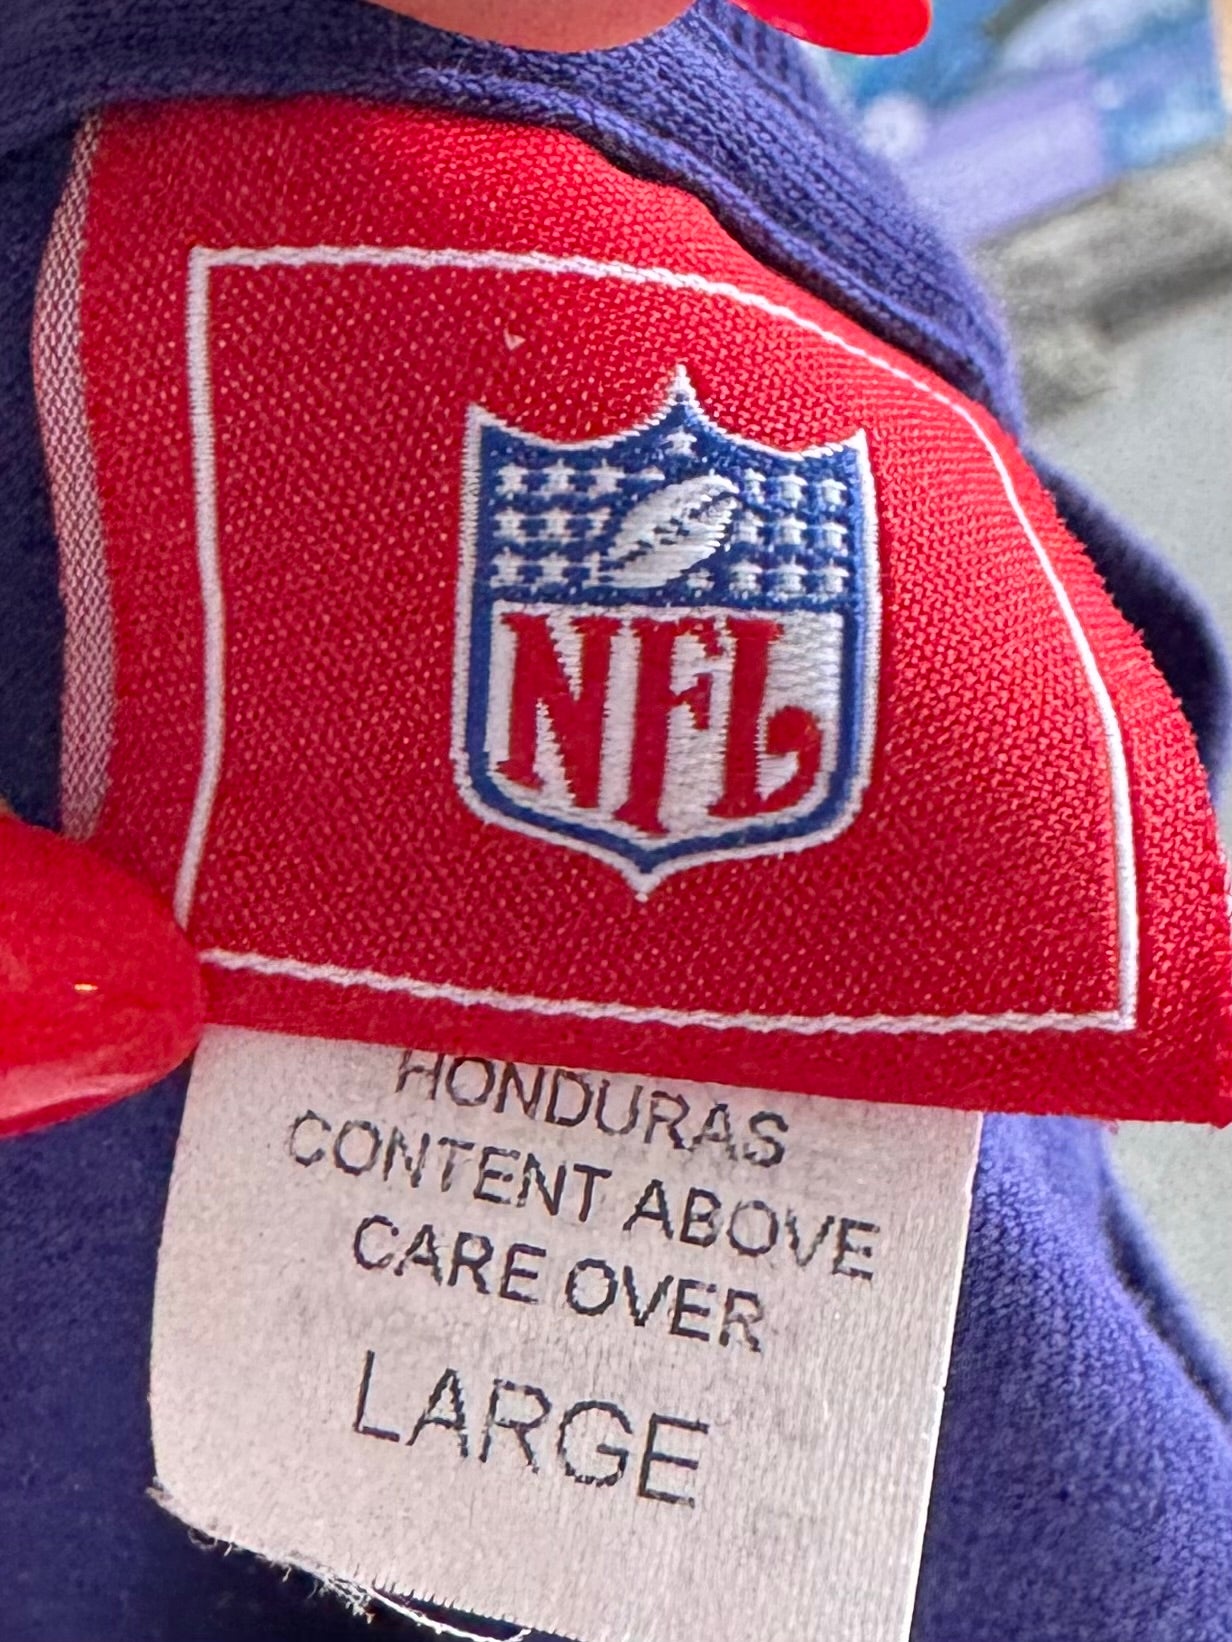 NFL
HONDURAS
CONTENT ABOVE
CARE OVER
LARGE